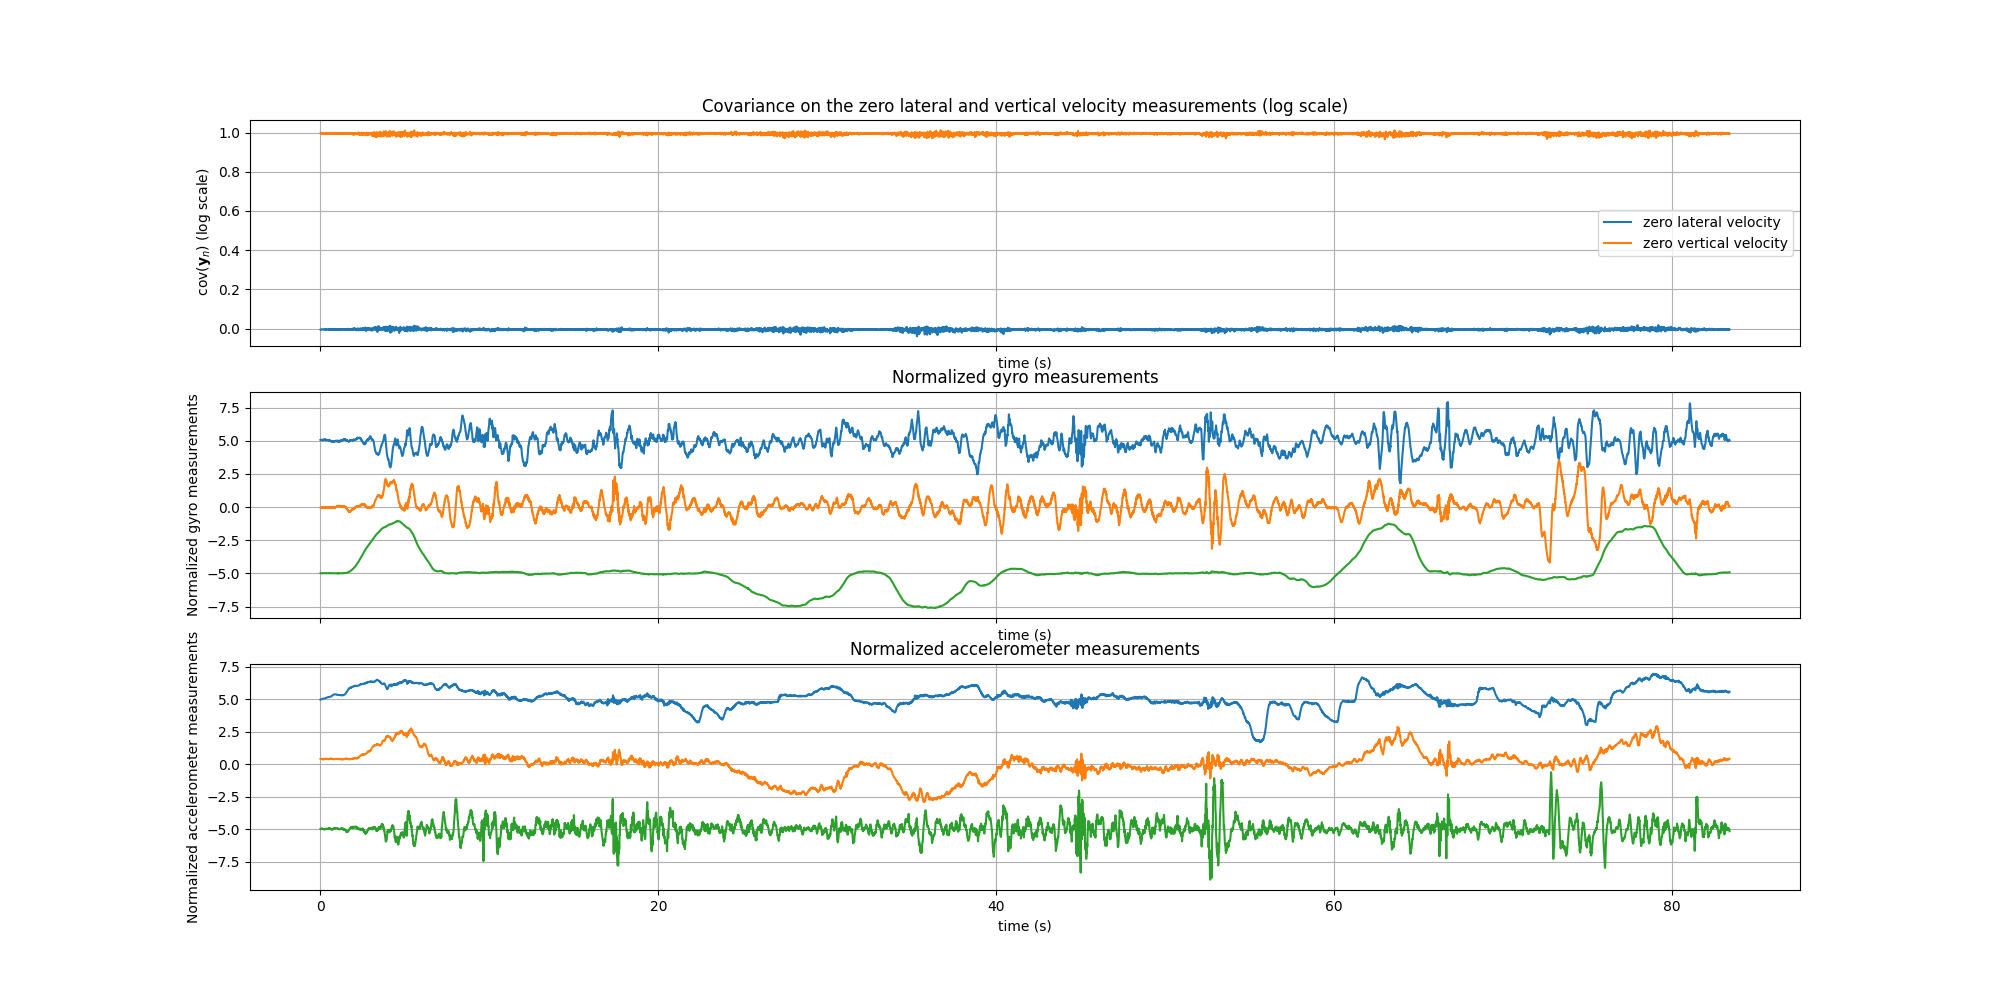 Covariance on the zero lateral and vertical velocity measurements (log scale)
cov(yₙ) (log scale)
1.0
0.8
0.6
0.4
0.2
0.0
zero lateral velocity
zero vertical velocity
time (s)
Normalized gyro measurements
Normalized gyro measurements
7.5
5.0
2.5
0.0
−2.5
−5.0
−7.5
time (s)
Normalized accelerometer measurements
Normalized accelerometer measurements
7.5
5.0
2.5
0.0
−2.5
−5.0
−7.5
0 20 40 60 80
time (s)